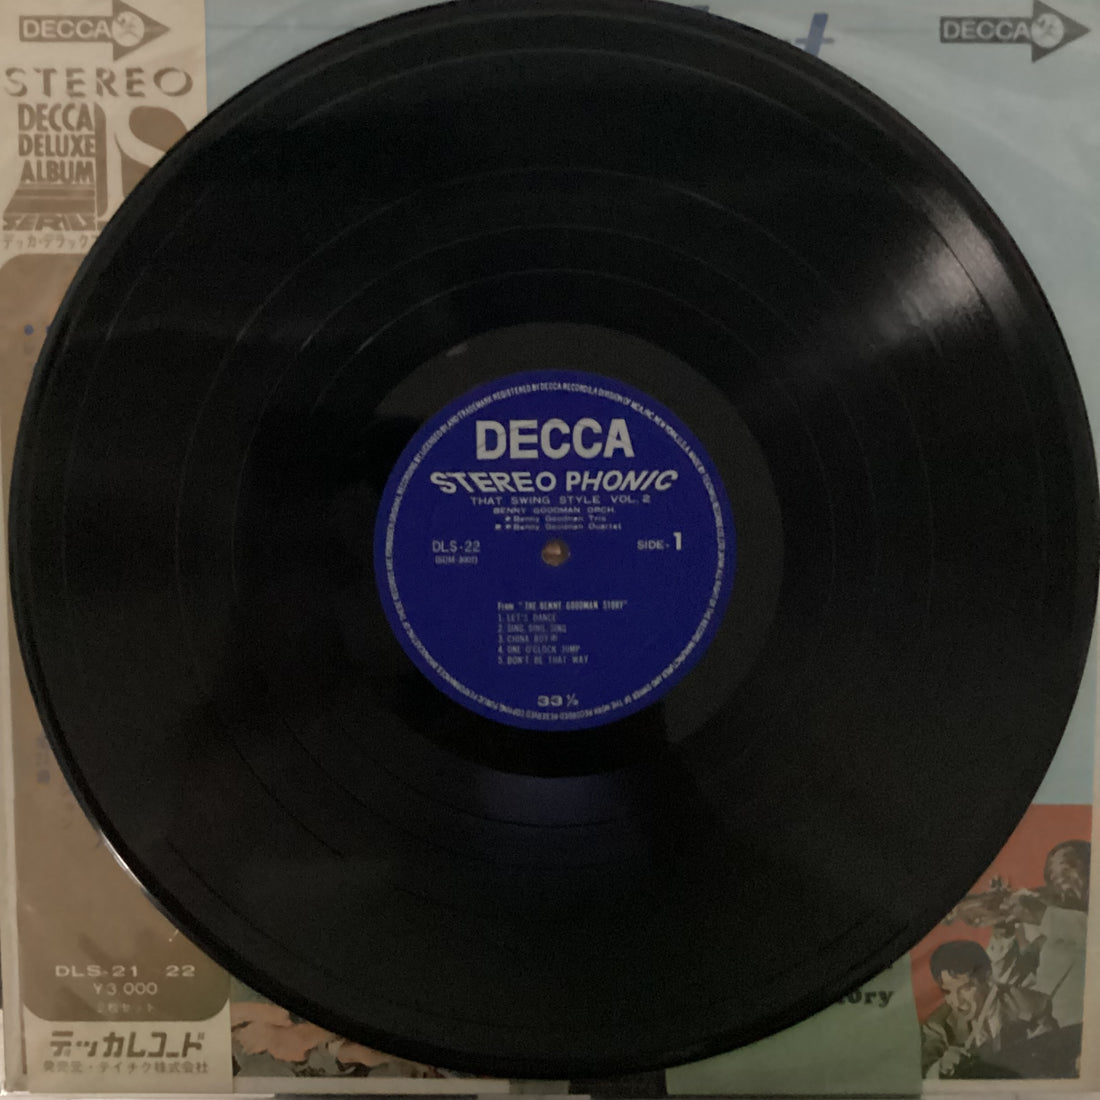 DECCA
STEREO
DECCA
DELUXE
ALBUM
SERIES
デッカ・デラックス
DECCA
DECCA
STEREO PHONIC
THAT SWING STYLE VOL. 2
BENNY GOODMAN ORCH.
Benny Goodman Trio
Benny Goodman Quartet
DLS-22
SIDE-1
From "THE BENNY GOODMAN STORY"
1. LET'S DANCE
2. SING, SING, SING
3. CHINA BOY
4. ONE O'CLOCK JUMP
5. DON'T BE THAT WAY
33 ⅓
DLS-21 22
¥3,000
2枚セット
デッカレコード
発売元・テイチク株式会社